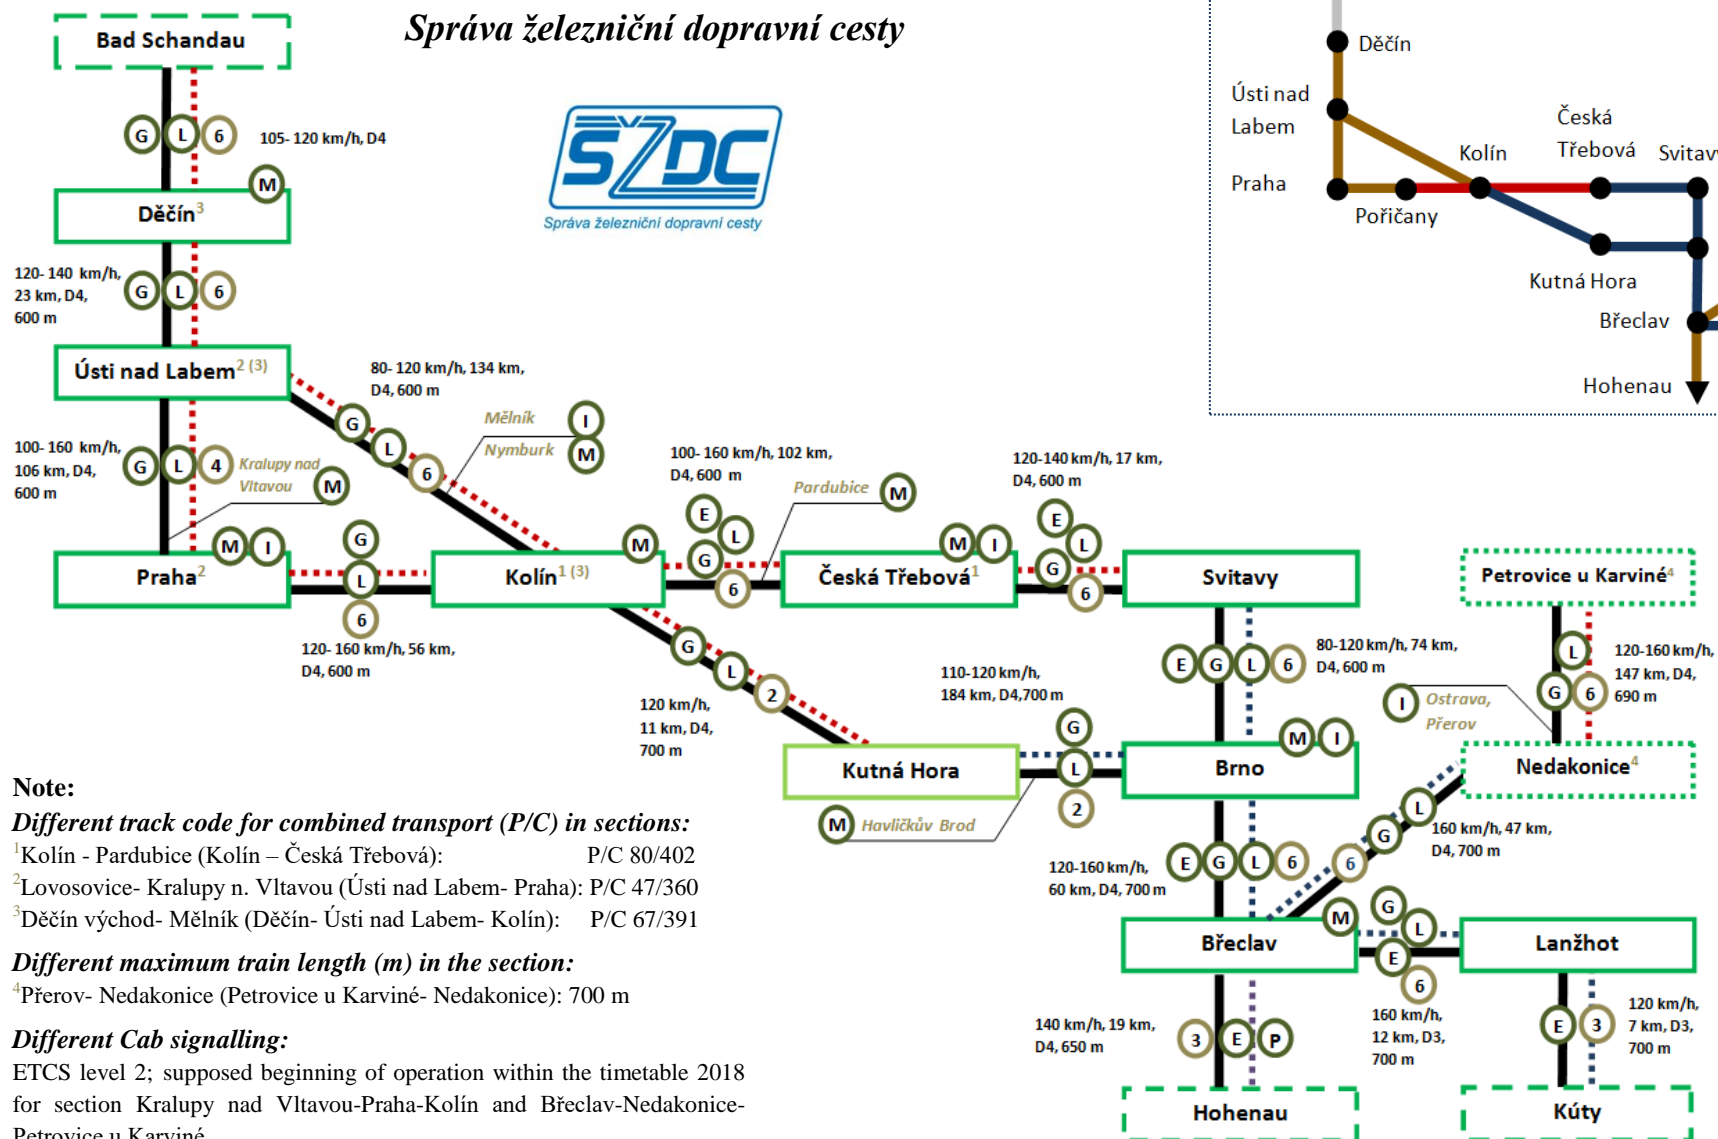 Správa železniční dopravní cesty
SŽDC
Správa železniční dopravní cesty
Bad Schandau
G L 6
105- 120 km/h, D4
M
Děčín3
120- 140 km/h,
23 km, D4,
600 m
G L 6
Ústi nad Labem2 (3)
80- 120 km/h, 134 km,
D4, 600 m
G
L
6
Mělník
I
Nymburk
M
100- 160 km/h,
106 km, D4,
600 m
G L 4
Kralupy nad
Vltavou
M
M I
Praha2
G
L
6
120- 160 km/h, 56 km,
D4, 600 m
M
Kolín1 (3)
100- 160 km/h, 102 km,
D4, 600 m
E
L
G
6
Pardubice
M
M I
Česká Třebová1
120-140 km/h, 17 km,
D4, 600 m
E
L
G
6
Svitavy
Petrovice u Karviné4
E G L 6
80-120 km/h, 74 km,
D4, 600 m
L
G 6
120-160 km/h,
147 km, D4,
690 m
I
Ostrava,
Přerov
G
L
2
120 km/h,
11 km, D4,
700 m
110-120 km/h,
184 km, D4,700 m
G
L
2
Kutná Hora
M
Havlíčkův Brod
M I
Brno
Nedakonice4
120-160 km/h,
60 km, D4, 700 m
E G L 6
L
G
6
160 km/h, 47 km,
D4, 700 m
M
Břeclav
G
L
E
6
160 km/h,
12 km, D3,
700 m
Lanžhot
140 km/h, 19 km,
D4, 650 m
3 E P
E 3
120 km/h,
7 km, D3,
700 m
Hohenau
Kúty
Děčín
Ústi nad
Labem
Praha
Pořičany
Kolín
Česká
Třebová
Svitavy
Kutná Hora
Břeclav
Hohenau
Note:
Different track code for combined transport (P/C) in sections:
1Kolín - Pardubice (Kolín – Česká Třebová): P/C 80/402
2Lovosovice- Kralupy n. Vltavou (Ústi nad Labem- Praha): P/C 47/360
3Děčín východ- Mělník (Děčín- Ústi nad Labem- Kolín): P/C 67/391
Different maximum train length (m) in the section:
4Přerov- Nedakonice (Petrovice u Karviné- Nedakonice): 700 m
Different Cab signalling:
ETCS level 2; supposed beginning of operation within the timetable 2018
for section Kralupy nad Vltavou-Praha-Kolín and Břeclav-Nedakonice-
Petrovice u Karviné